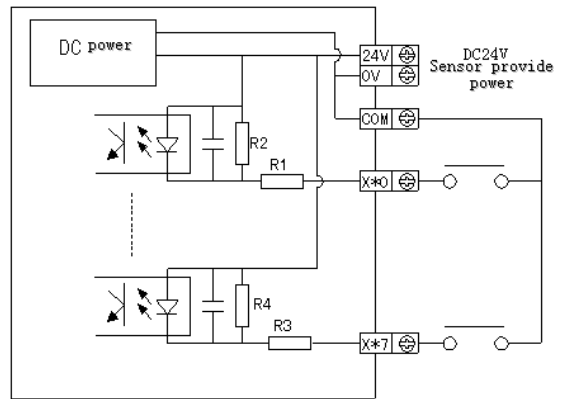 DC power
24V
0V
DC24V
Sensor provide
power
COM
R2
R1
X*0
R4
R3
X*7